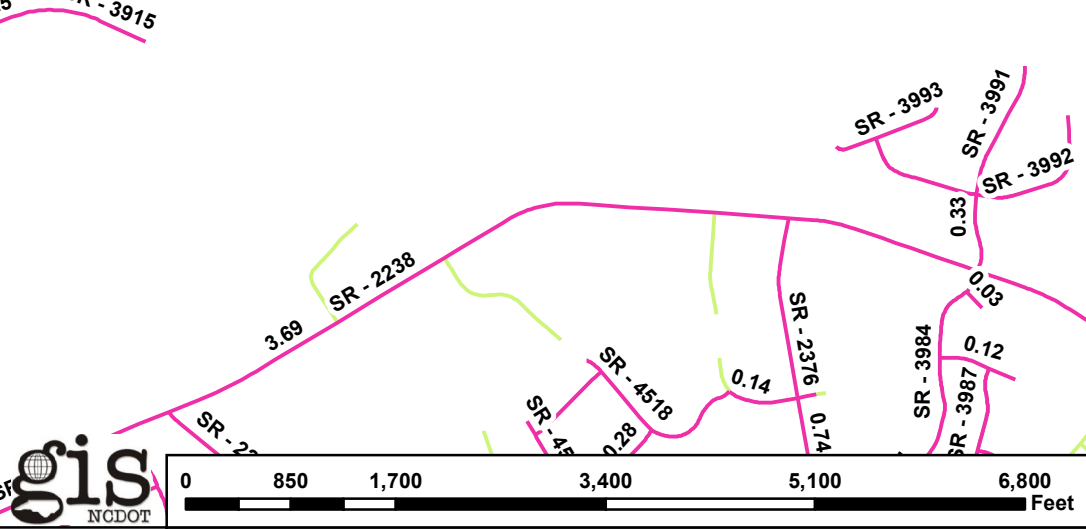 SR - 3915
SR - 3993
SR - 3991
SR - 3992
0.33
SR - 2238
0.03
3.69
SR - 2376
SR - 3984
0.12
SR - 4518
0.14
SR - 3987
0.28
0.74
gis
NCDOT
0 850 1,700 3,400 5,100 6,800
Feet